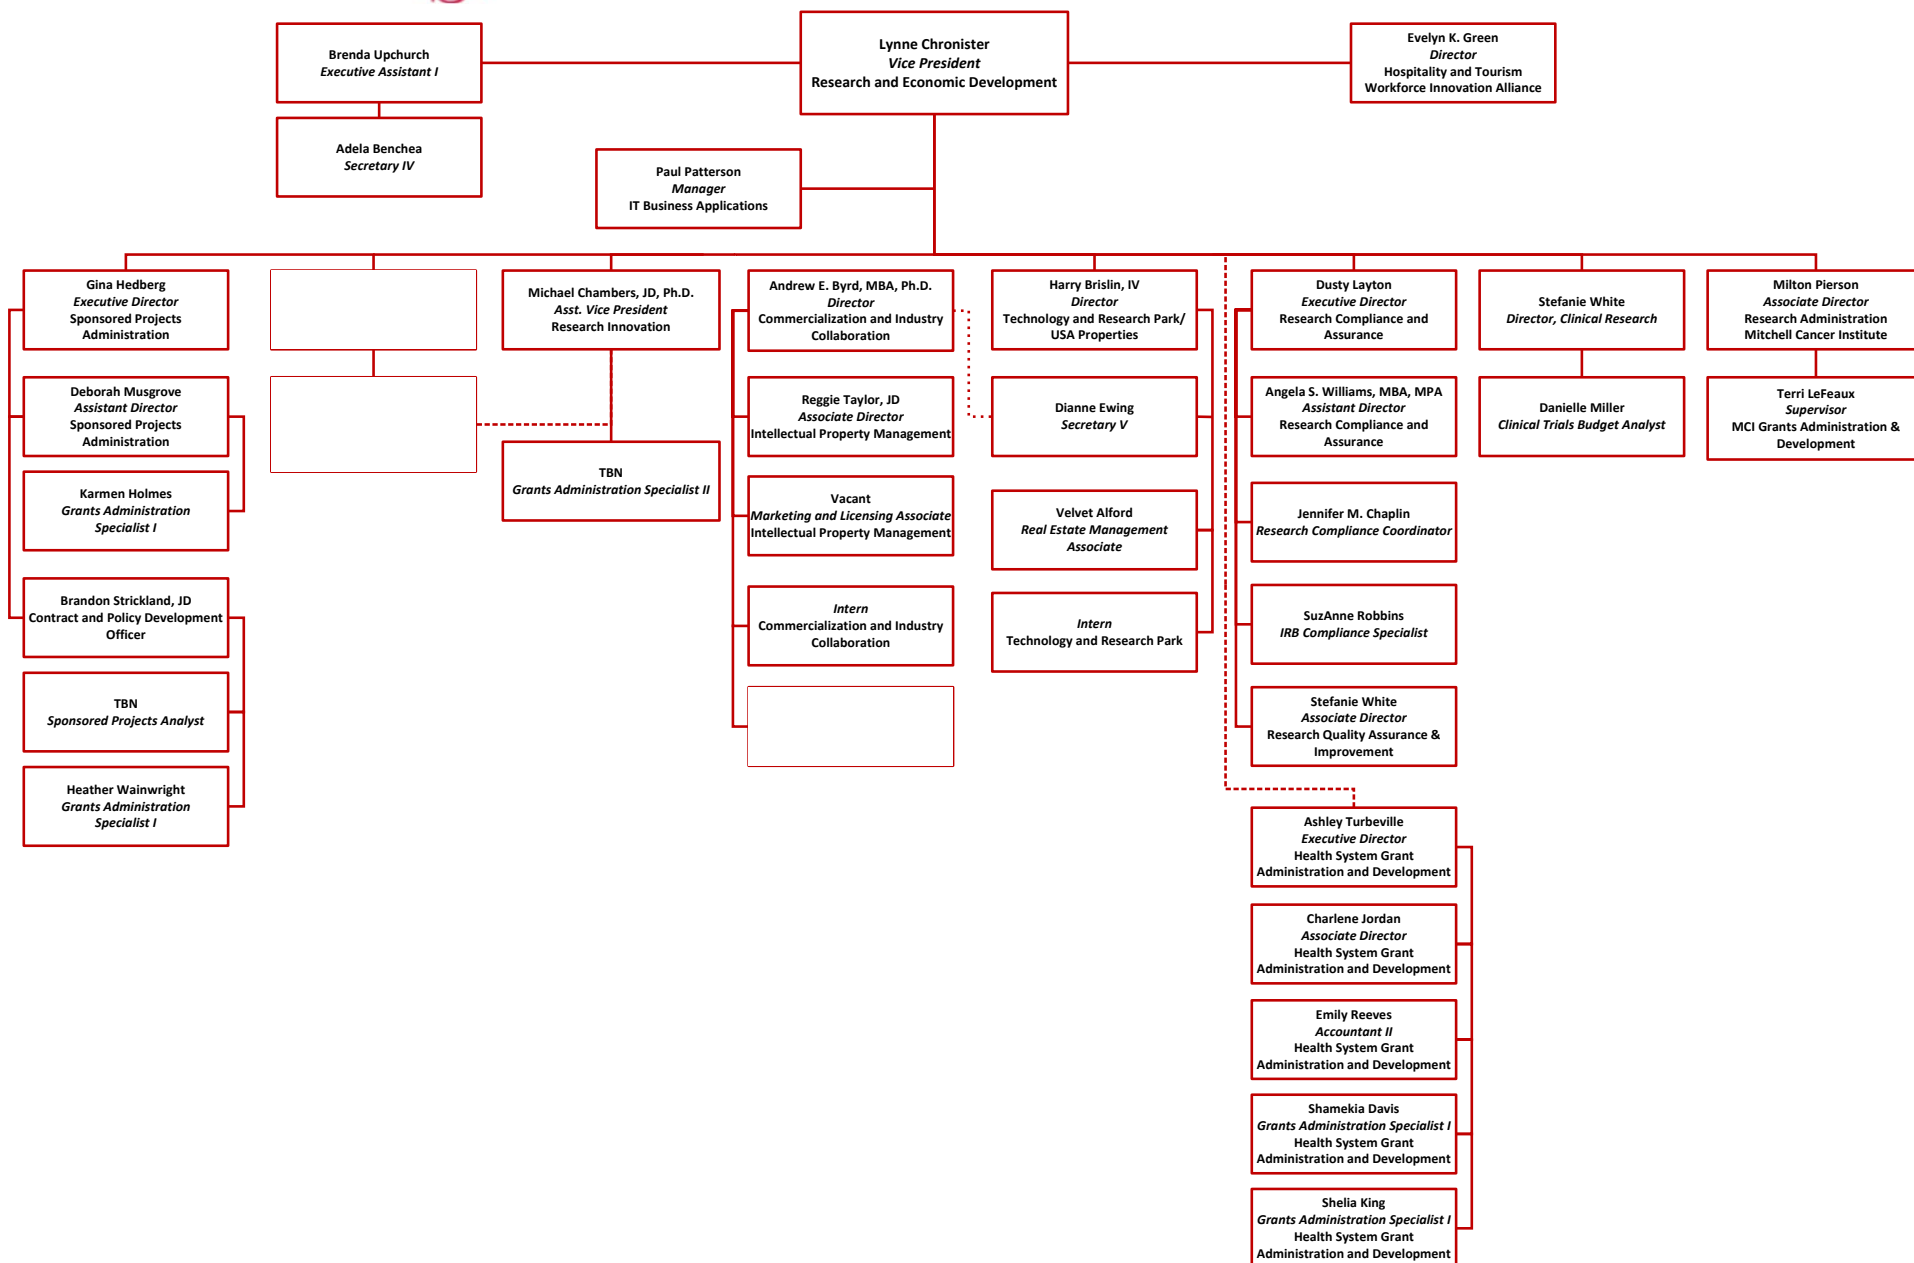 Brenda Upchurch
Executive Assistant I
Lynne Chronister
Vice President
Research and Economic Development
Evelyn K. Green
Director
Hospitality and Tourism
Workforce Innovation Alliance
Adela Benchea
Secretary IV
Paul Patterson
Manager
IT Business Applications
Gina Hedberg
Executive Director
Sponsored Projects
Administration
Michael Chambers, JD, Ph.D.
Asst. Vice President
Research Innovation
Andrew E. Byrd, MBA, Ph.D.
Director
Commercialization and Industry
Collaboration
Harry Brislin, IV
Director
Technology and Research Park/
USA Properties
Dusty Layton
Executive Director
Research Compliance and
Assurance
Stefanie White
Director, Clinical Research
Milton Pierson
Associate Director
Research Administration
Mitchell Cancer Institute
Deborah Musgrove
Assistant Director
Sponsored Projects
Administration
Reggie Taylor, JD
Associate Director
Intellectual Property Management
Dianne Ewing
Secretary V
Angela S. Williams, MBA, MPA
Assistant Director
Research Compliance and
Assurance
Danielle Miller
Clinical Trials Budget Analyst
Terri LeFeaux
Supervisor
MCI Grants Administration &
Development
TBN
Grants Administration Specialist II
Karmen Holmes
Grants Administration
Specialist I
Vacant
Marketing and Licensing Associate
Intellectual Property Management
Velvet Alford
Real Estate Management
Associate
Jennifer M. Chaplin
Research Compliance Coordinator
Brandon Strickland, JD
Contract and Policy Development
Officer
Intern
Commercialization and Industry
Collaboration
Intern
Technology and Research Park
SuzAnne Robbins
IRB Compliance Specialist
TBN
Sponsored Projects Analyst
Stefanie White
Associate Director
Research Quality Assurance &
Improvement
Heather Wainwright
Grants Administration
Specialist I
Ashley Turbeville
Executive Director
Health System Grant
Administration and Development
Charlene Jordan
Associate Director
Health System Grant
Administration and Development
Emily Reeves
Accountant II
Health System Grant
Administration and Development
Shamekia Davis
Grants Administration Specialist I
Health System Grant
Administration and Development
Shelia King
Grants Administration Specialist I
Health System Grant
Administration and Development